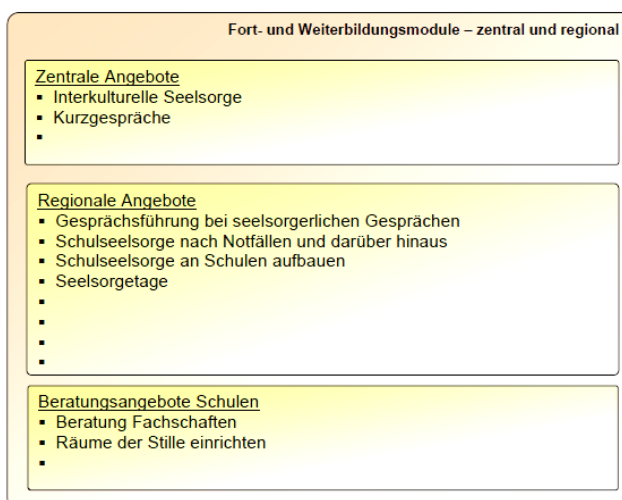 Fort- und Weiterbildungsmodule – zentral und regional
Zentrale Angebote
▪ Interkulturelle Seelsorge
▪ Kurzgespräche
▪
Regionale Angebote
▪ Gesprächsführung bei seelsorgerlichen Gesprächen
▪ Schulseelsorge nach Notfällen und darüber hinaus
▪ Schulseelsorge an Schulen aufbauen
▪ Seelsorgetage
▪
▪
▪
▪
Beratungsangebote Schulen
▪ Beratung Fachschaften
▪ Räume der Stille einrichten
▪